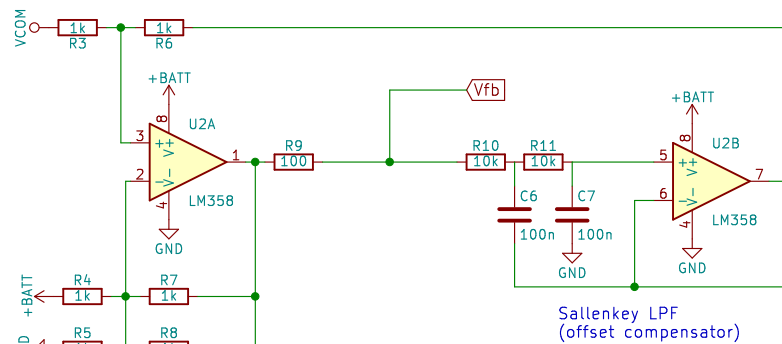 VCOM
1k
R3
1k
R6
+BATT
8
U2A
3
+
V+
1
2
-
V-
4
LM358
GND
R9
100
Vfb
R10
10k
R11
10k
C6
100n
C7
100n
GND
+BATT
8
U2B
5
+
V+
7
6
-
V-
4
LM358
GND
+BATT
R4
1k
R7
1k
R5
R8
Sallenkey LPF
(offset compensator)